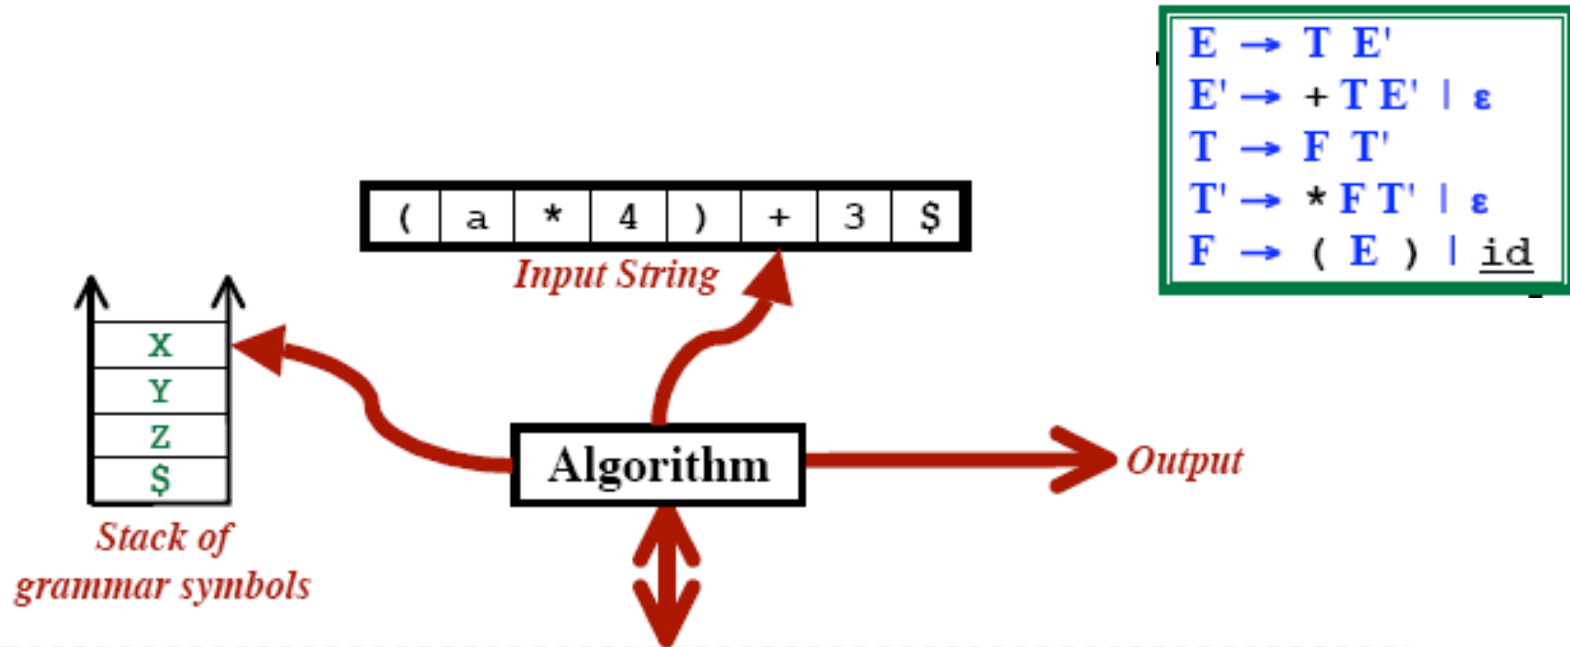 E → T E'
E' → + T E' | ε
T → F T'
T' → * F T' | ε
F → ( E ) | id
( a * 4 ) + 3 $
Input String
X
Y
Z
$
Stack of
grammar symbols
Algorithm
Output